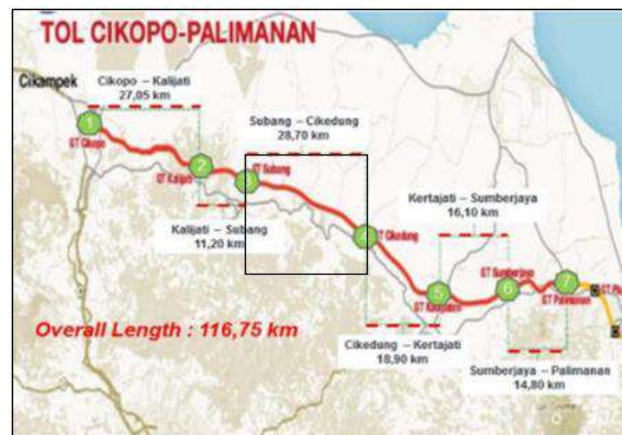 TOL CIKOPO-PALIMANAN
Cikampek
Cikopo – Kalijati
27,05 km
Subang – Cikedung
28,70 km
1
GT Cikopo
2
GT Kalijati
3
GT Subang
Kalijati – Subang
11,20 km
Kertajati – Sumberjaya
16,10 km
4
GT Cikedung
5
GT Kertajati
6
GT Sumberjaya
7
GT Palimanan
Overall Length : 116,75 km
Cikedung – Kertajati
18,90 km
Sumberjaya – Palimanan
14,80 km